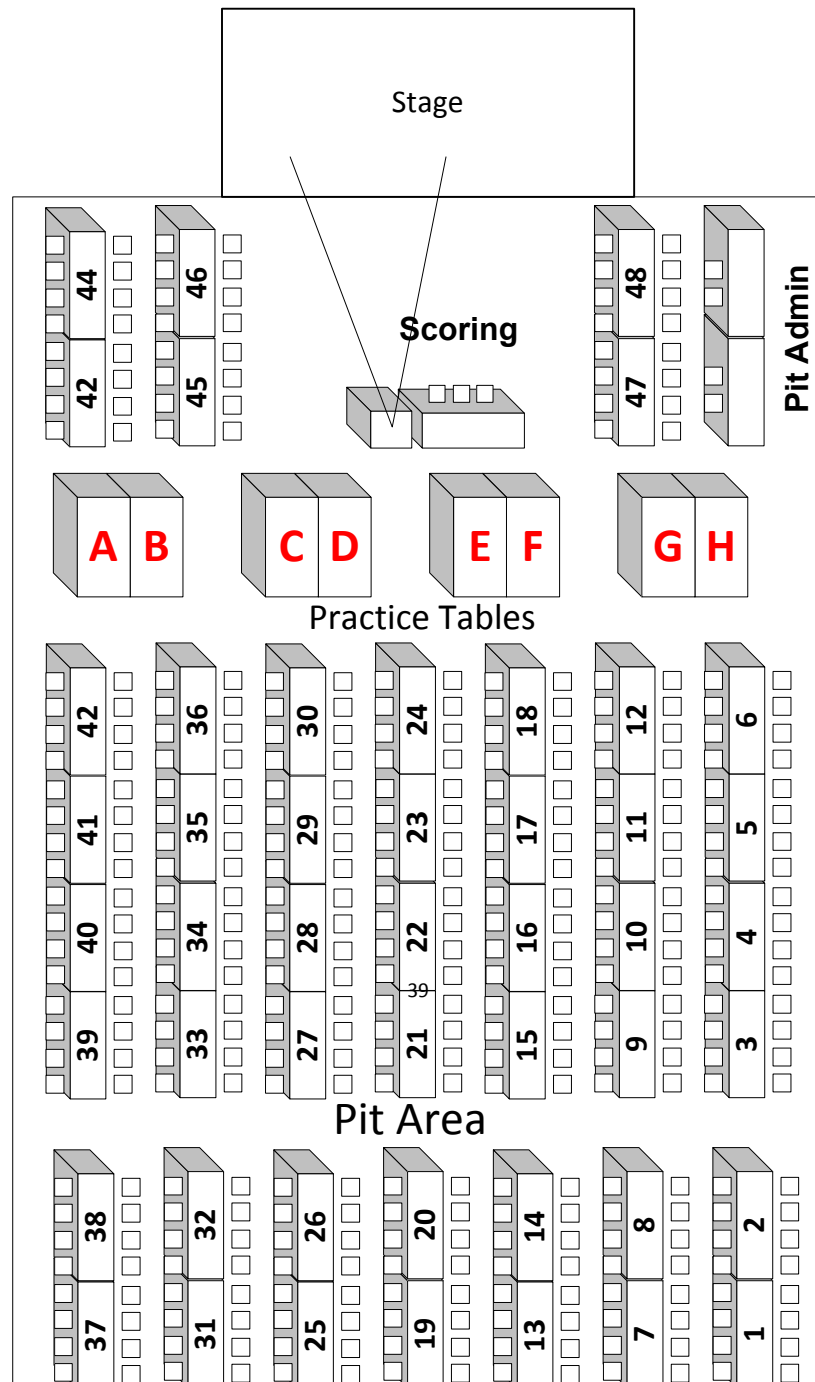 Stage
44 46 48
Pit Admin
Scoring
42 45 47
A B C D E F G H
Practice Tables
42 36 30 24 18 12 6
41 35 29 23 17 11 5
40 34 28 22 16 10 4
39
39 33 27 21 15 9 3
Pit Area
38 32 26 20 14 8 2
37 31 25 19 13 7 1